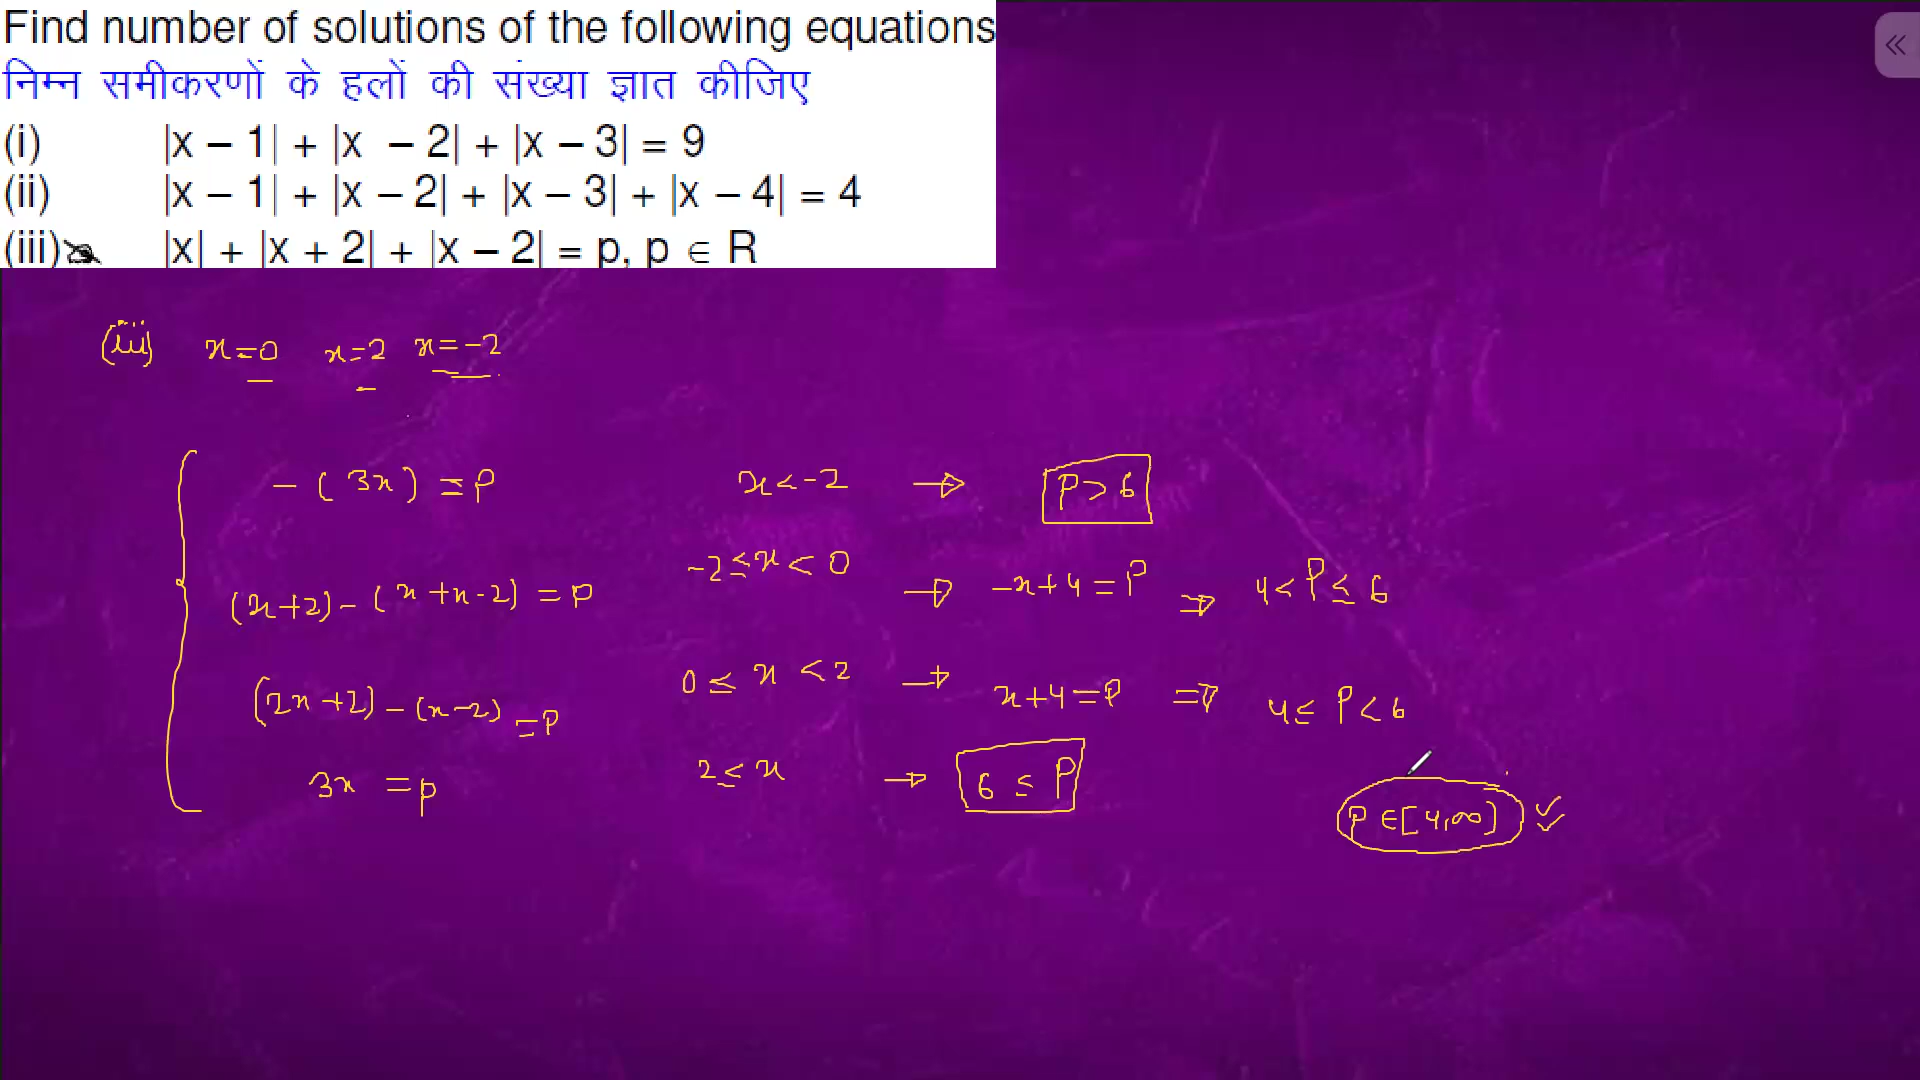 Find number of solutions of the following equations
निम्न समीकरणों के हलों की संख्या ज्ञात कीजिए
(i) |x – 1| + |x – 2| + |x – 3| = 9
(ii) |x – 1| + |x – 2| + |x – 3| + |x – 4| = 4
(iii) |x| + |x + 2| + |x – 2| = p, p ∈ R
(iii) x=0 x=2 x=-2
-(3x) = P x<-2 → P>6
(x+2)-(x+x-2) = P -2≤x<0 → -x+4=P ⇒ 4<P≤6
(2x+2)-(x-2) =P 0≤x<2 → x+4=P ⇒ 4≤P<6
3x =p 2≤x → 6≤P
P∈[4,∞]